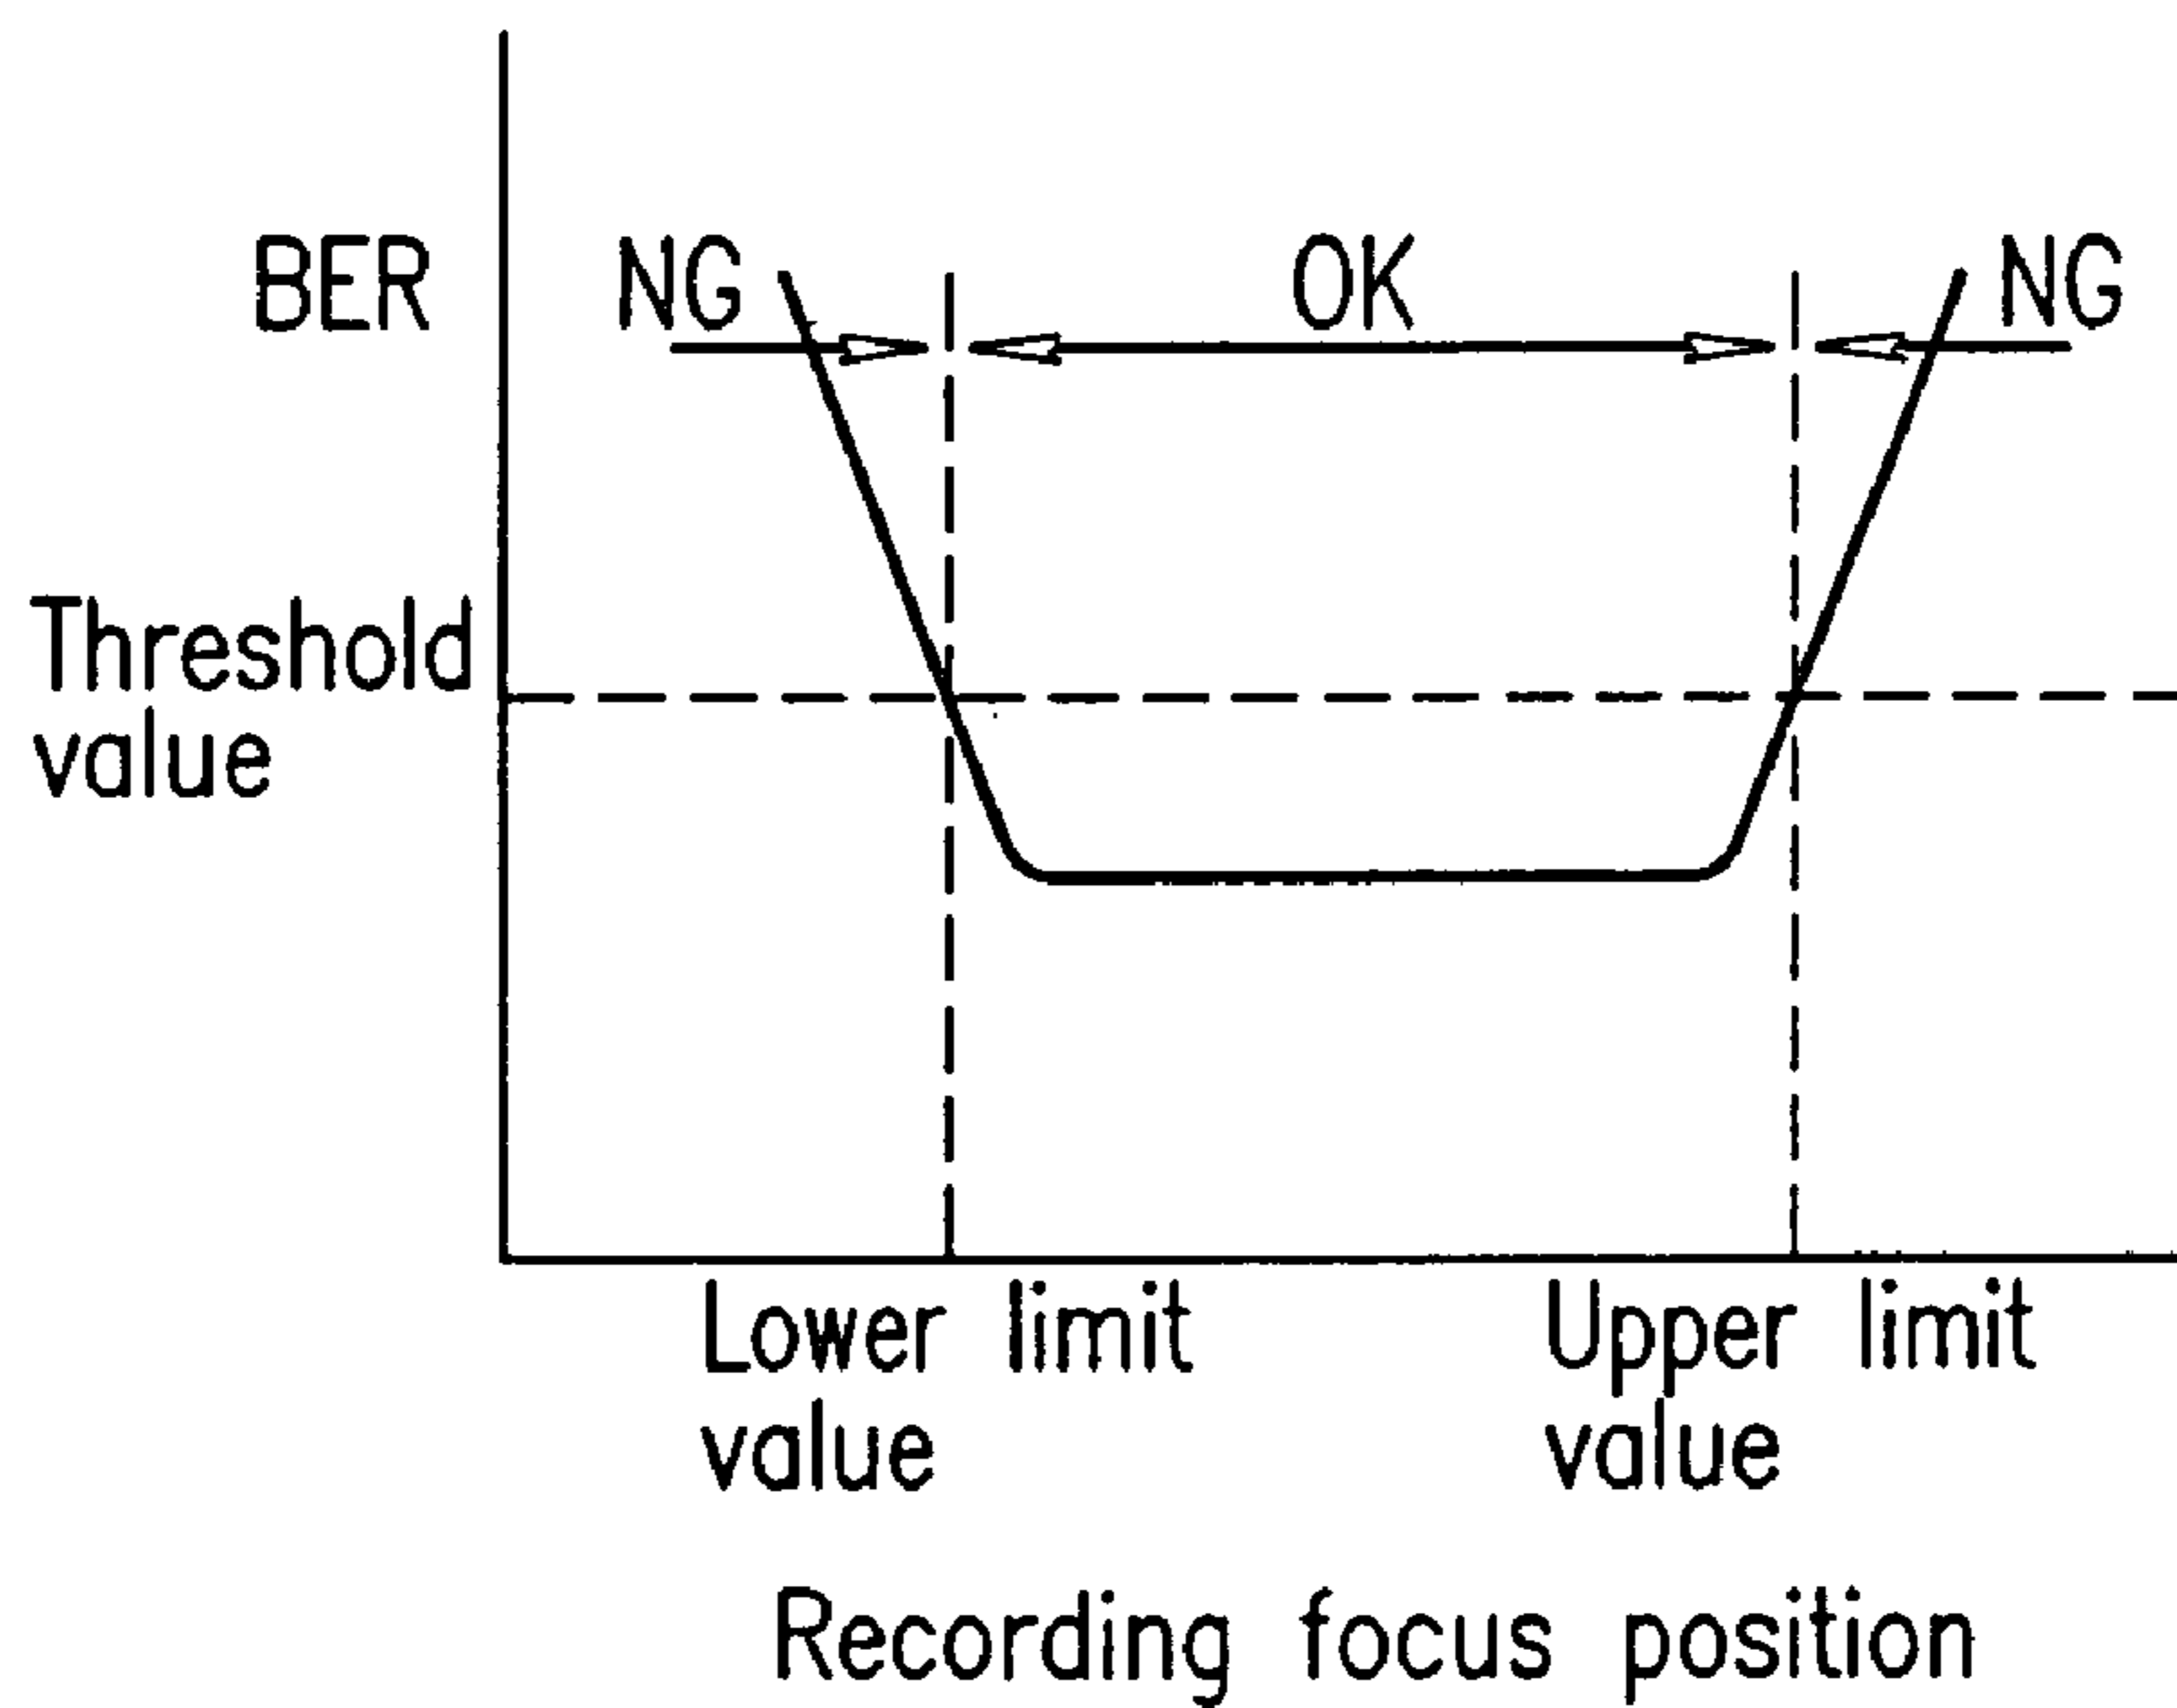 BER NG OK NG
Threshold
value
Lower limit Upper limit
value value
Recording focus position